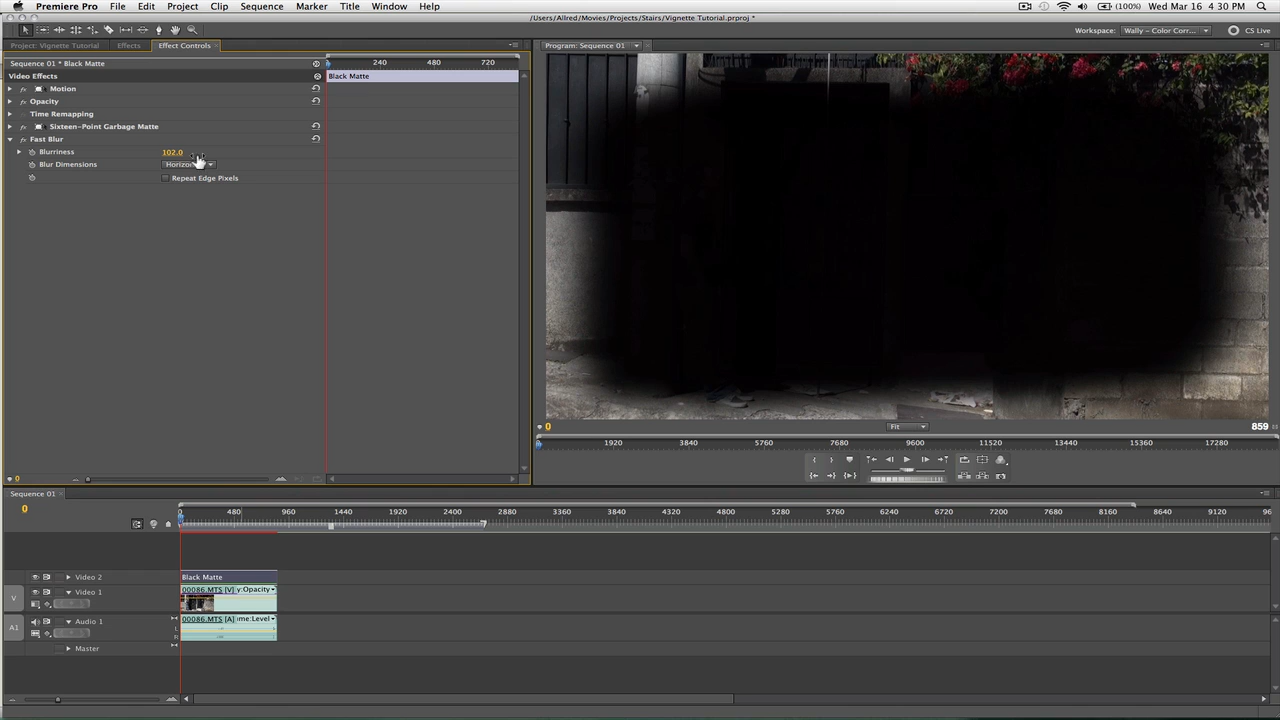 Premiere Pro File Edit Project Clip Sequence Marker Title Window Help (100%) Wed Mar 16 4:30 PM
/Users/Allred/Movies/Projects/Stairs/Vignette Tutorial.prproj *
Workspace: Wally - Color Corr... CS Live
Project: Vignette Tutorial Effects Effect Controls Program: Sequence 01
Sequence 01 * Black Matte 240 480 720
Video Effects Black Matte
Motion
Opacity
Time Remapping
Sixteen-Point Garbage Matte
Fast Blur
Blurriness 102.0
Blur Dimensions
Repeat Edge Pixels
0 Fit 859
1920 3840 5760 7680 9600 11520 13440 15360 17280
0
Sequence 01
0 0 480 960 1440 1920 2400 2880 3360 3840 4320 4800 5280 5760 6240 6720 7200 7680 8160 8640 9120
Video 2 Black Matte
V Video 1 00086.MTS [V] y:Opacity
A1 Audio 1 00086.MTS [A] ime:Level
L
R
Master